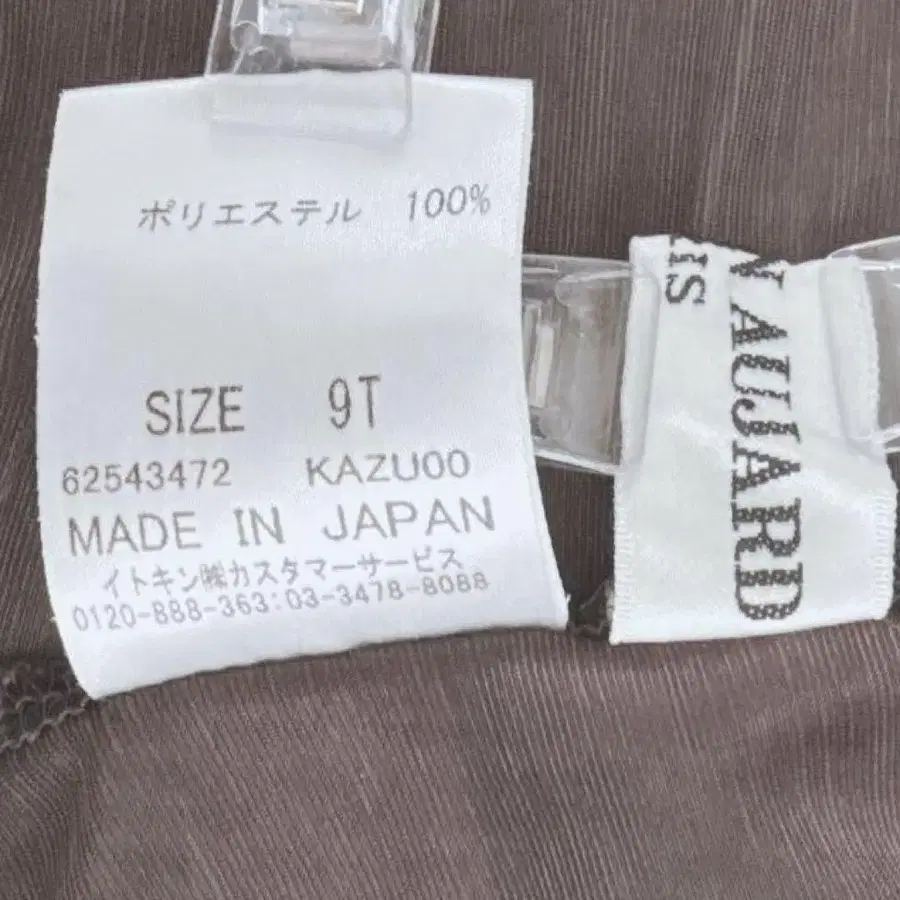 ポリエステル 100%
SIZE 9T
62543472 KAZU00
MADE IN JAPAN
イトキン㈱カスタマーサービス
0120-888-363:03-3478-8088
AUJARD